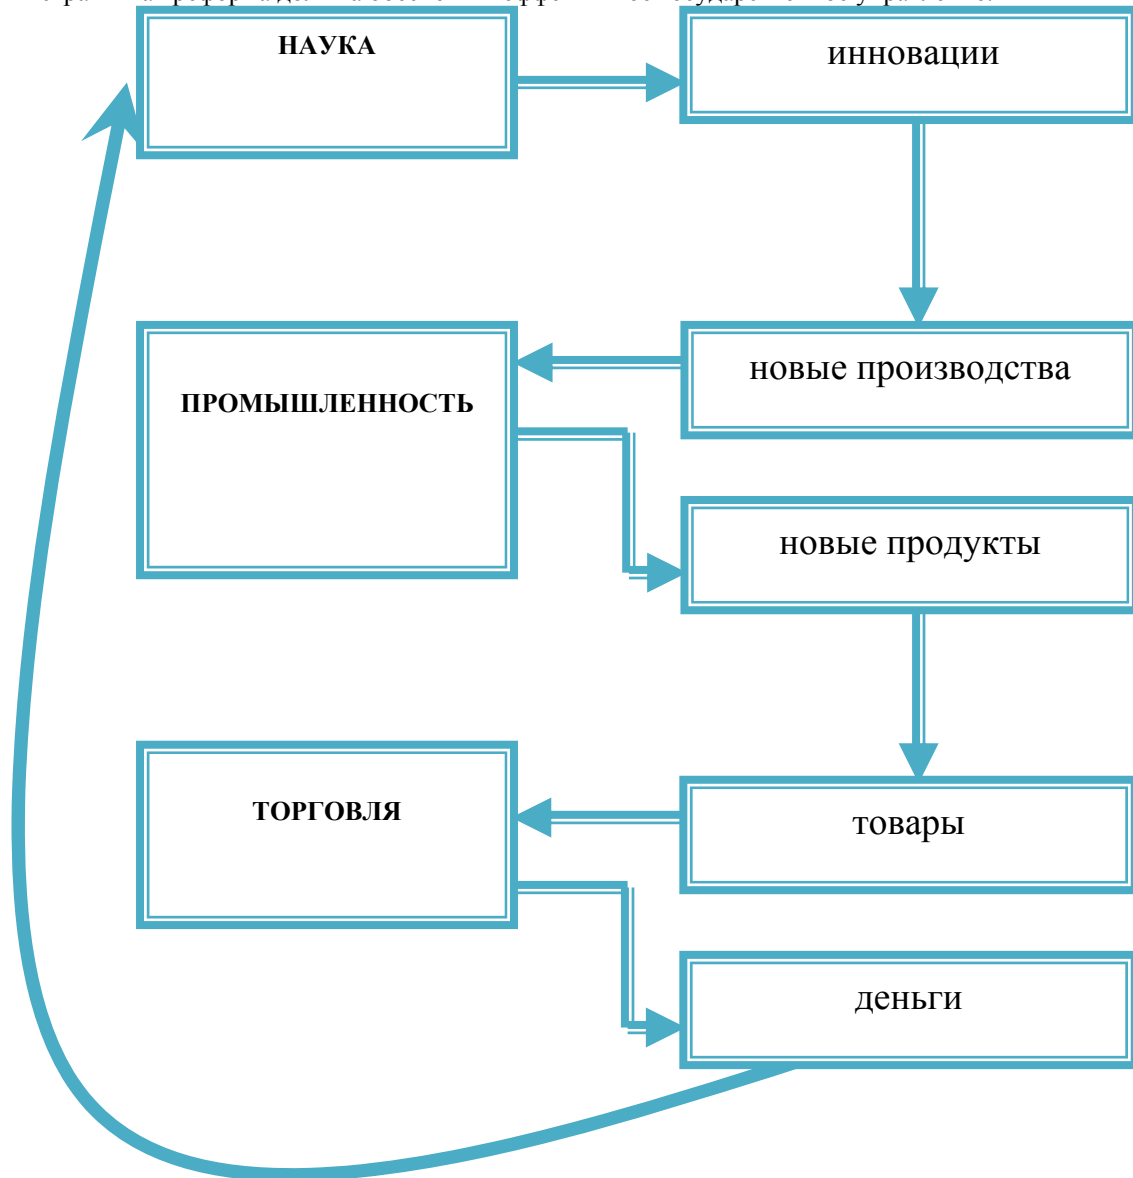 НАУКА
инновации
новые производства
ПРОМЫШЛЕННОСТЬ
новые продукты
ТОРГОВЛЯ
товары
деньги